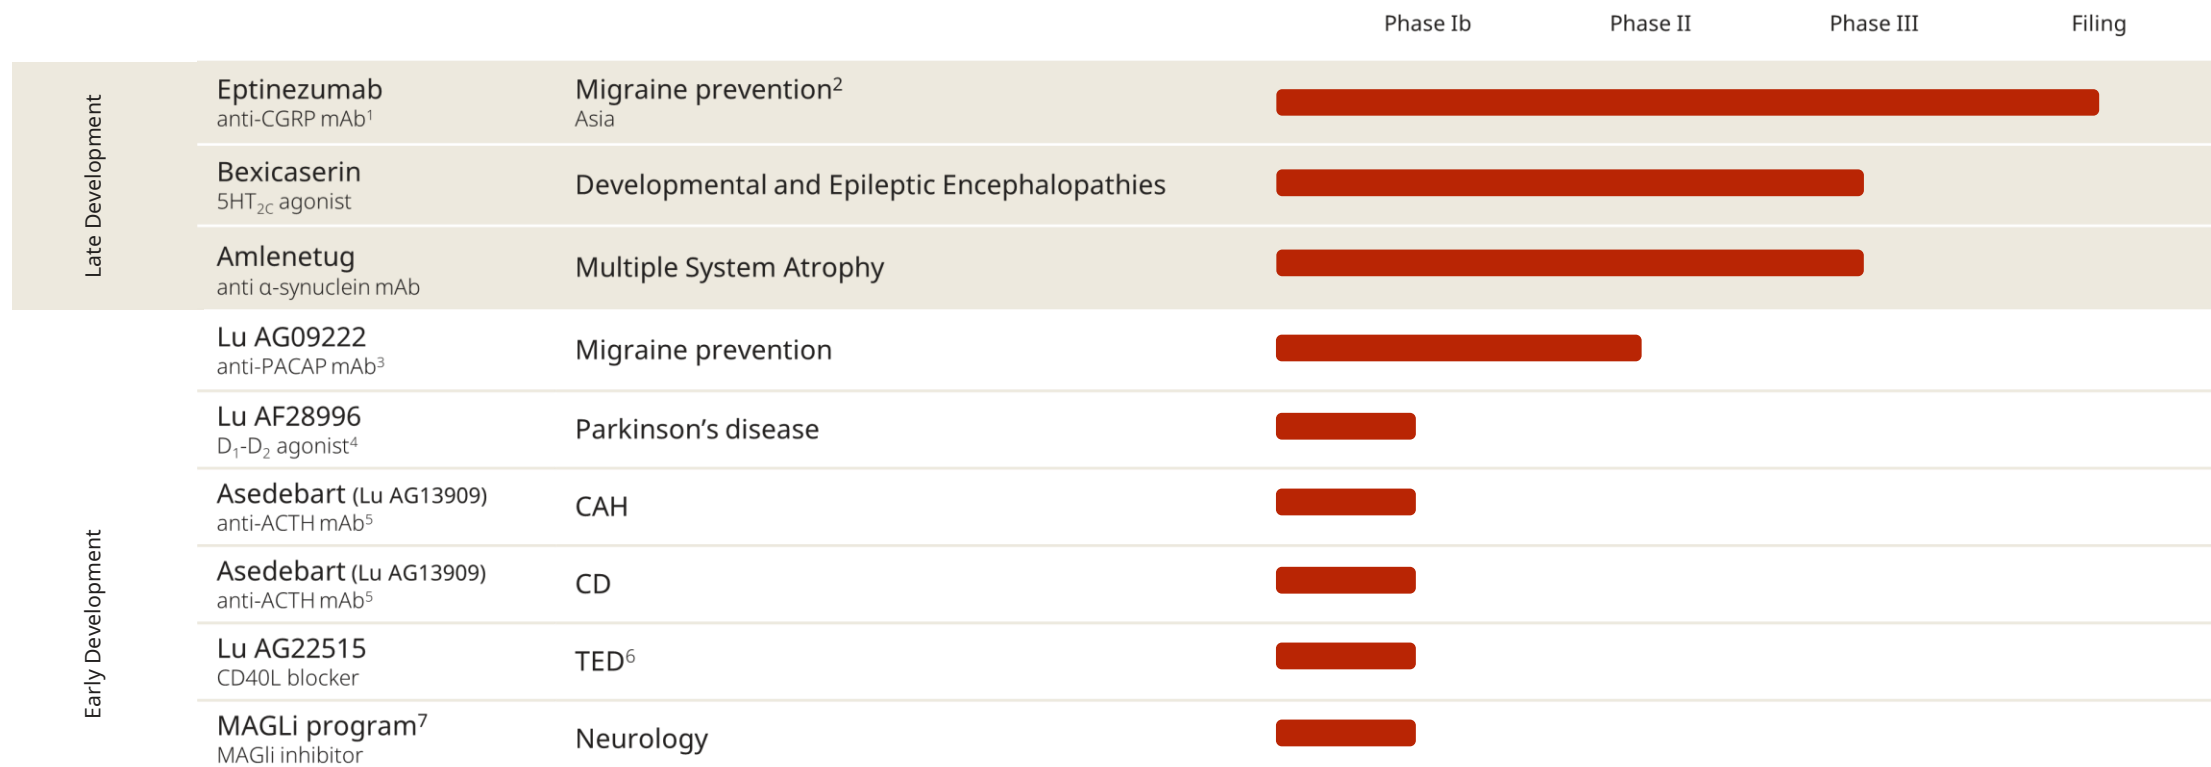 Phase Ib Phase II Phase III Filing
Late Development
Eptinezumab
anti-CGRP mAb¹
Migraine prevention²
Asia
Bexicaserin
5HT₂C agonist
Developmental and Epileptic Encephalopathies
Amlenetug
anti α-synuclein mAb
Multiple System Atrophy
Early Development
Lu AG09222
anti-PACAP mAb³
Migraine prevention
Lu AF28996
D₁-D₂ agonist⁴
Parkinson’s disease
Asedebart (Lu AG13909)
anti-ACTH mAb⁵
CAH
Asedebart (Lu AG13909)
anti-ACTH mAb⁵
CD
Lu AG22515
CD40L blocker
TED⁶
MAGLi program⁷
MAGli inhibitor
Neurology